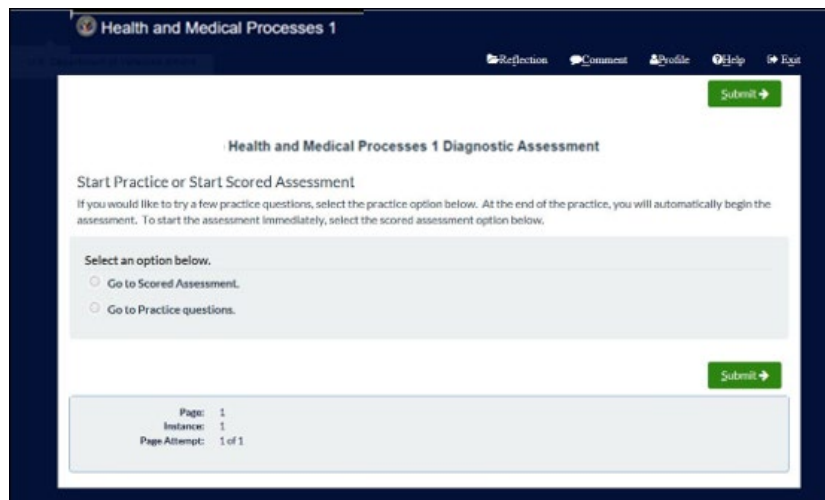 Health and Medical Processes 1
Reflection Comment Profile Help Exit
Submit
Health and Medical Processes 1 Diagnostic Assessment
Start Practice or Start Scored Assessment
If you would like to try a few practice questions, select the practice option below. At the end of the practice, you will automatically begin the
assessment. To start the assessment immediately, select the scored assessment option below.
Select an option below.
Go to Scored Assessment.
Go to Practice questions.
Submit
Page: 1
Instance: 1
Page Attempt: 1 of 1